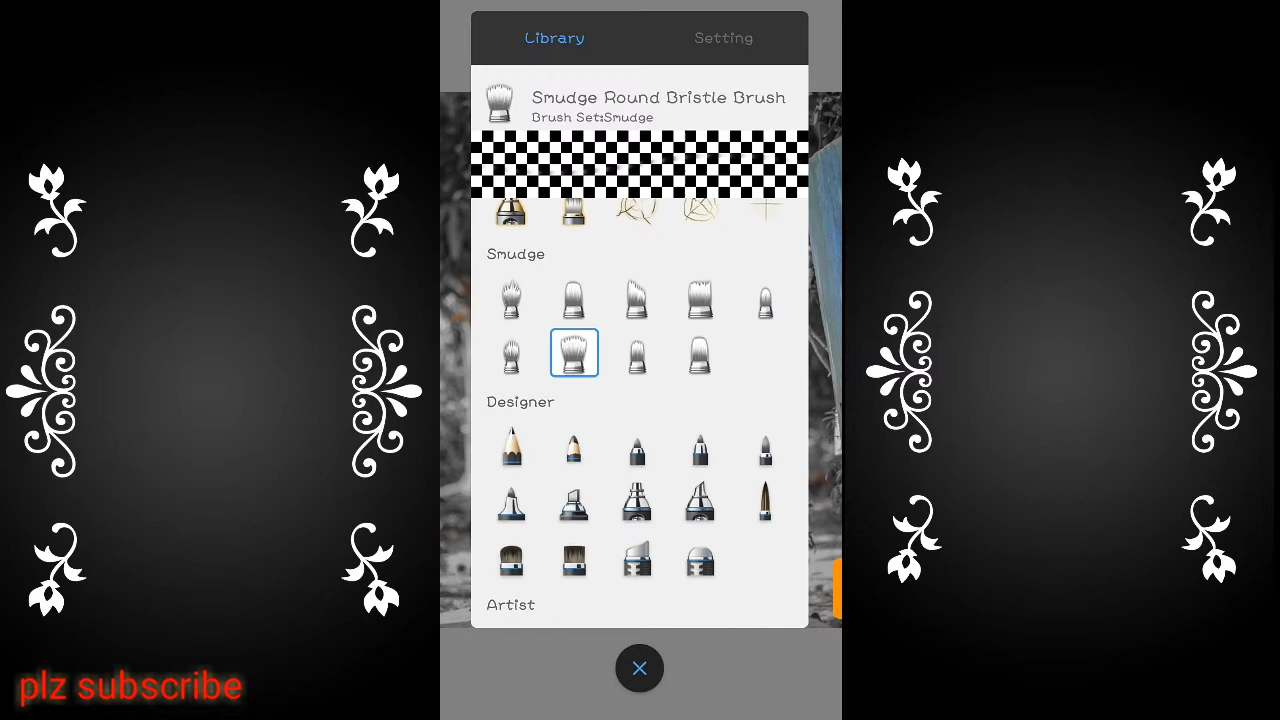 Library Setting
Smudge Round Bristle Brush
Brush Set:Smudge
Smudge
Designer
Artist
plz subscribe